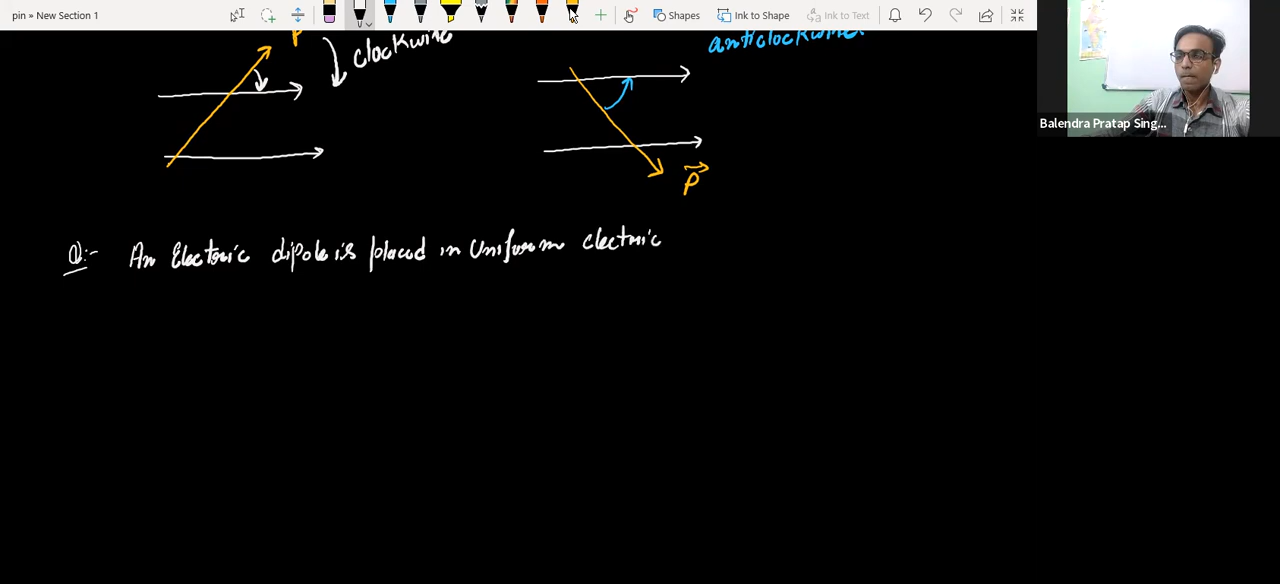 pin » New Section 1
Shapes
Ink to Shape
Ink to Text
P
clockwise
anticlockwise
Balendra Pratap Sing...
P
Q:- An Electric dipole is placed in Uniform electric